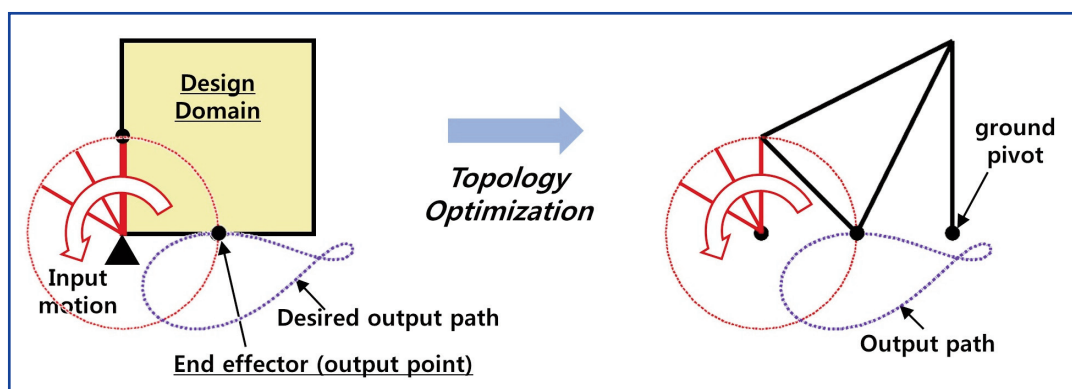 Design
Domain
Input
motion
Desired output path
End effector (output point)
Topology
Optimization
ground
pivot
Output path